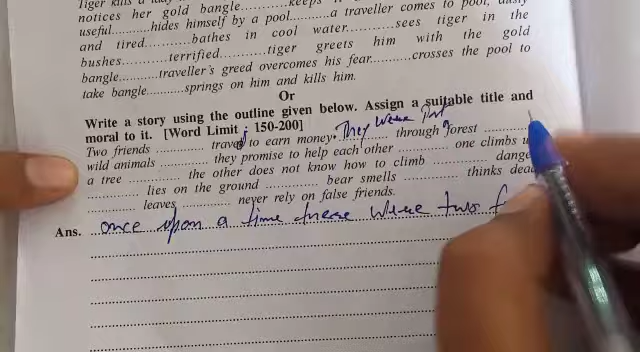 Tiger kills a
notices her gold bangle..........keeps it
useful..........hides himself by a pool..........a traveller comes to pool, dusty
and tired..........bathes in cool water..........sees tiger in the
bushes..........terrified..........tiger greets him with the gold
bangle..........traveller's greed overcomes his fear..........crosses the pool to
take bangle..........springs on him and kills him.
Or
Write a story using the outline given below. Assign a suitable title and
moral to it. [Word Limit : 150-200] They were
Two friends .......... travel to earn money. .......... through forest ..........
wild animals .......... they promise to help each other .......... one climbs
a tree .......... the other does not know how to climb ..........
.......... lies on the ground .......... bear smells .......... thinks dead
.......... leaves .......... never rely on false friends.
Ans. once upon a time there were two